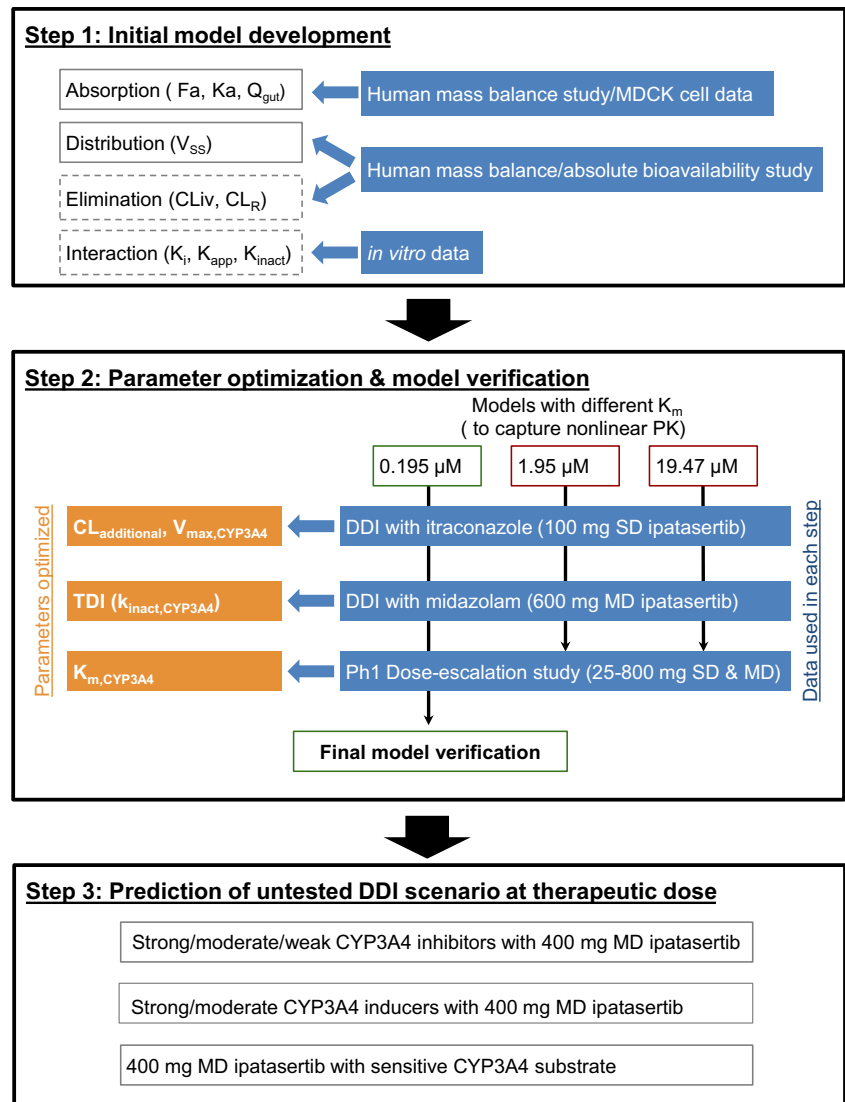 Step 1: Initial model development
Absorption ( Fa, Ka, Qgut)
Human mass balance study/MDCK cell data
Distribution (VSS)
Human mass balance/absolute bioavailability study
Elimination (CLiv, CLR)
Interaction (Ki, Kapp, Kinact)
in vitro data
Step 2: Parameter optimization & model verification
Models with different Km
( to capture nonlinear PK)
0.195 µM
1.95 µM
19.47 µM
Parameters optimized
CLadditional, Vmax,CYP3A4
DDI with itraconazole (100 mg SD ipatasertib)
TDI (kinact,CYP3A4)
DDI with midazolam (600 mg MD ipatasertib)
Km,CYP3A4
Ph1 Dose-escalation study (25-800 mg SD & MD)
Data used in each step
Final model verification
Step 3: Prediction of untested DDI scenario at therapeutic dose
Strong/moderate/weak CYP3A4 inhibitors with 400 mg MD ipatasertib
Strong/moderate CYP3A4 inducers with 400 mg MD ipatasertib
400 mg MD ipatasertib with sensitive CYP3A4 substrate